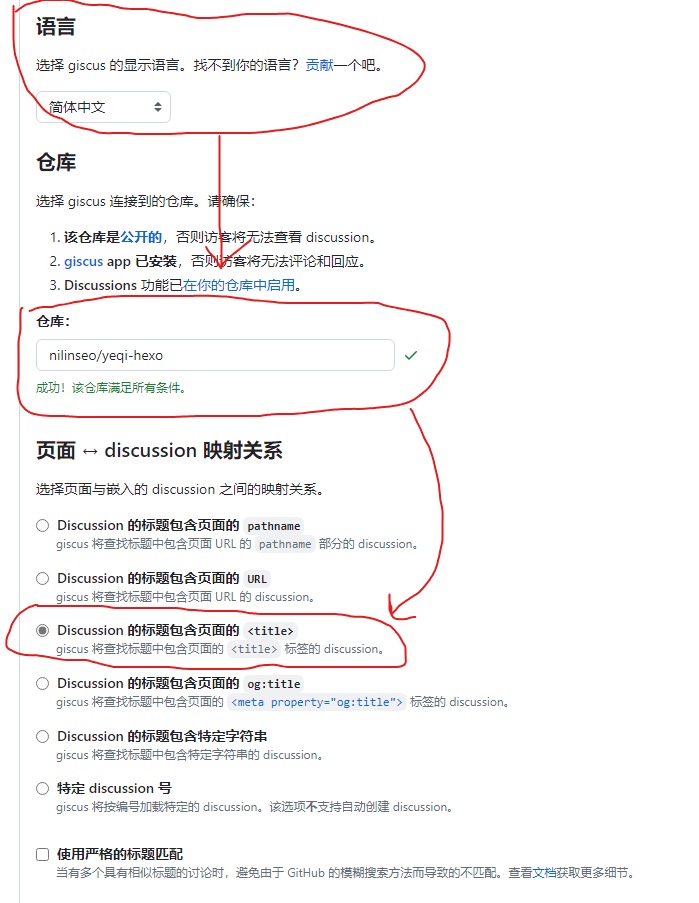 语言
选择 giscus 的显示语言。找不到你的语言？贡献一个吧。
简体中文
仓库
选择 giscus 连接到的仓库。请确保：
1. 该仓库是公开的，否则访客将无法查看 discussion。
2. giscus app 已安装，否则访客将无法评论和回应。
3. Discussions 功能已在你的仓库中启用。
仓库：
nilinseo/yeqi-hexo
成功！该仓库满足所有条件。
页面 ↔ discussion 映射关系
选择页面与嵌入的 discussion 之间的映射关系。
Discussion 的标题包含页面的 pathname
giscus 将查找标题中包含页面 URL 的 pathname 部分的 discussion。
Discussion 的标题包含页面的 URL
giscus 将查找标题中包含页面 URL 的 discussion。
Discussion 的标题包含页面的 <title>
giscus 将查找标题中包含页面的 <title> 标签的 discussion。
Discussion 的标题包含页面的 og:title
giscus 将查找标题中包含页面的 <meta property="og:title"> 标签的 discussion。
Discussion 的标题包含特定字符串
giscus 将查找标题中包含特定字符串的 discussion。
特定 discussion 号
giscus 将按编号加载特定的 discussion。该选项不支持自动创建 discussion。
使用严格的标题匹配
当有多个具有相似标题的讨论时，避免由于 GitHub 的模糊搜索方法而导致的不匹配。查看文档获取更多细节。